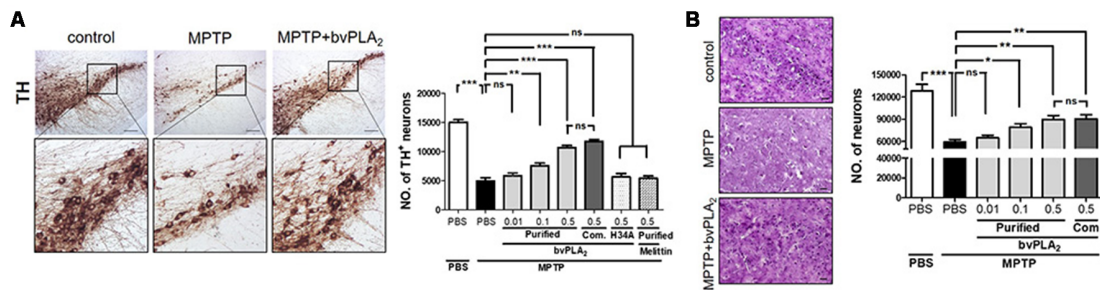 A
B
control MPTP MPTP+bvPLA2
TH
NO. of TH+ neurons
20000
15000
10000
5000
0
ns
***
***
*** ns ** ns
PBS PBS 0.01 0.1 0.5 0.5 0.5 0.5
Purified Com. H34A Purified
bvPLA2 Melittin
PBS MPTP
control
MPTP
MPTP+bvPLA2
NO. of neurons
150000
120000
90000
60000
40000
20000
0
**
**
*** ns * ns
PBS PBS 0.01 0.1 0.5 0.5
Purified Com
bvPLA2
PBS MPTP